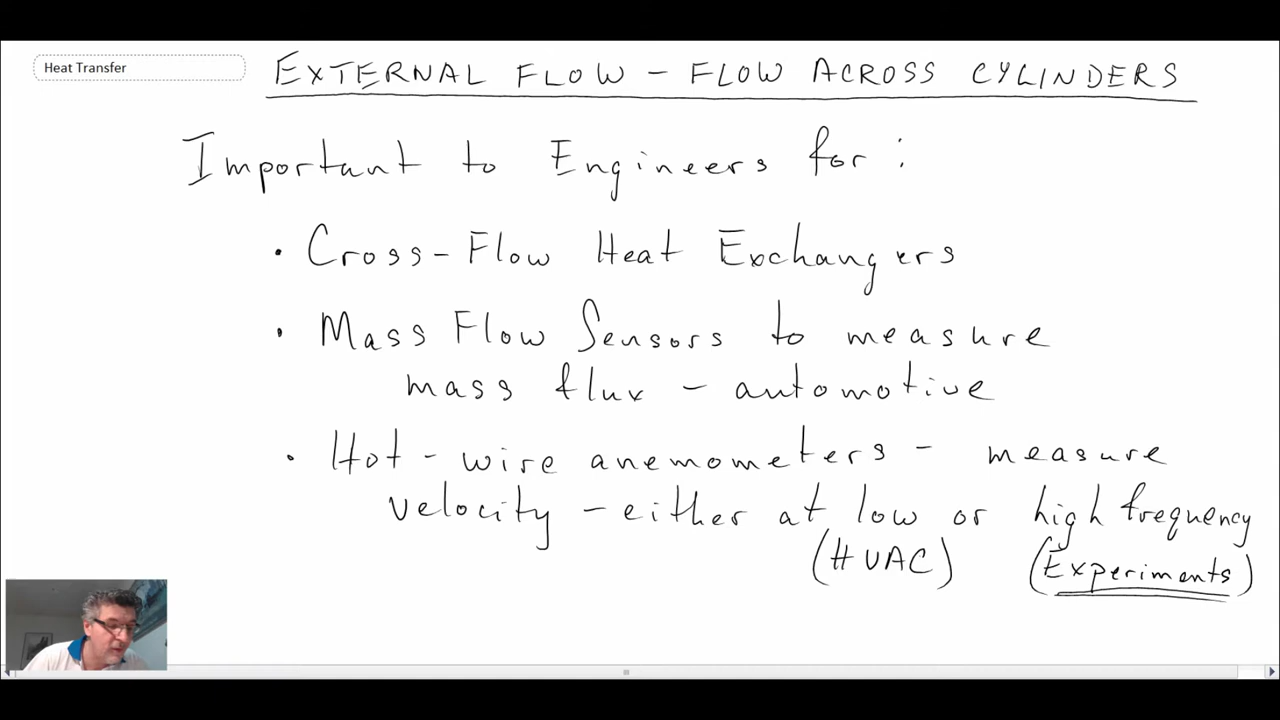 Heat Transfer
EXTERNAL FLOW - FLOW ACROSS CYLINDERS
Important to Engineers for:
• Cross-Flow Heat Exchangers
• Mass Flow Sensors to measure
mass flux - automotive
• Hot-wire anemometers - measure
velocity - either at low or high frequency
(HVAC) (Experiments)